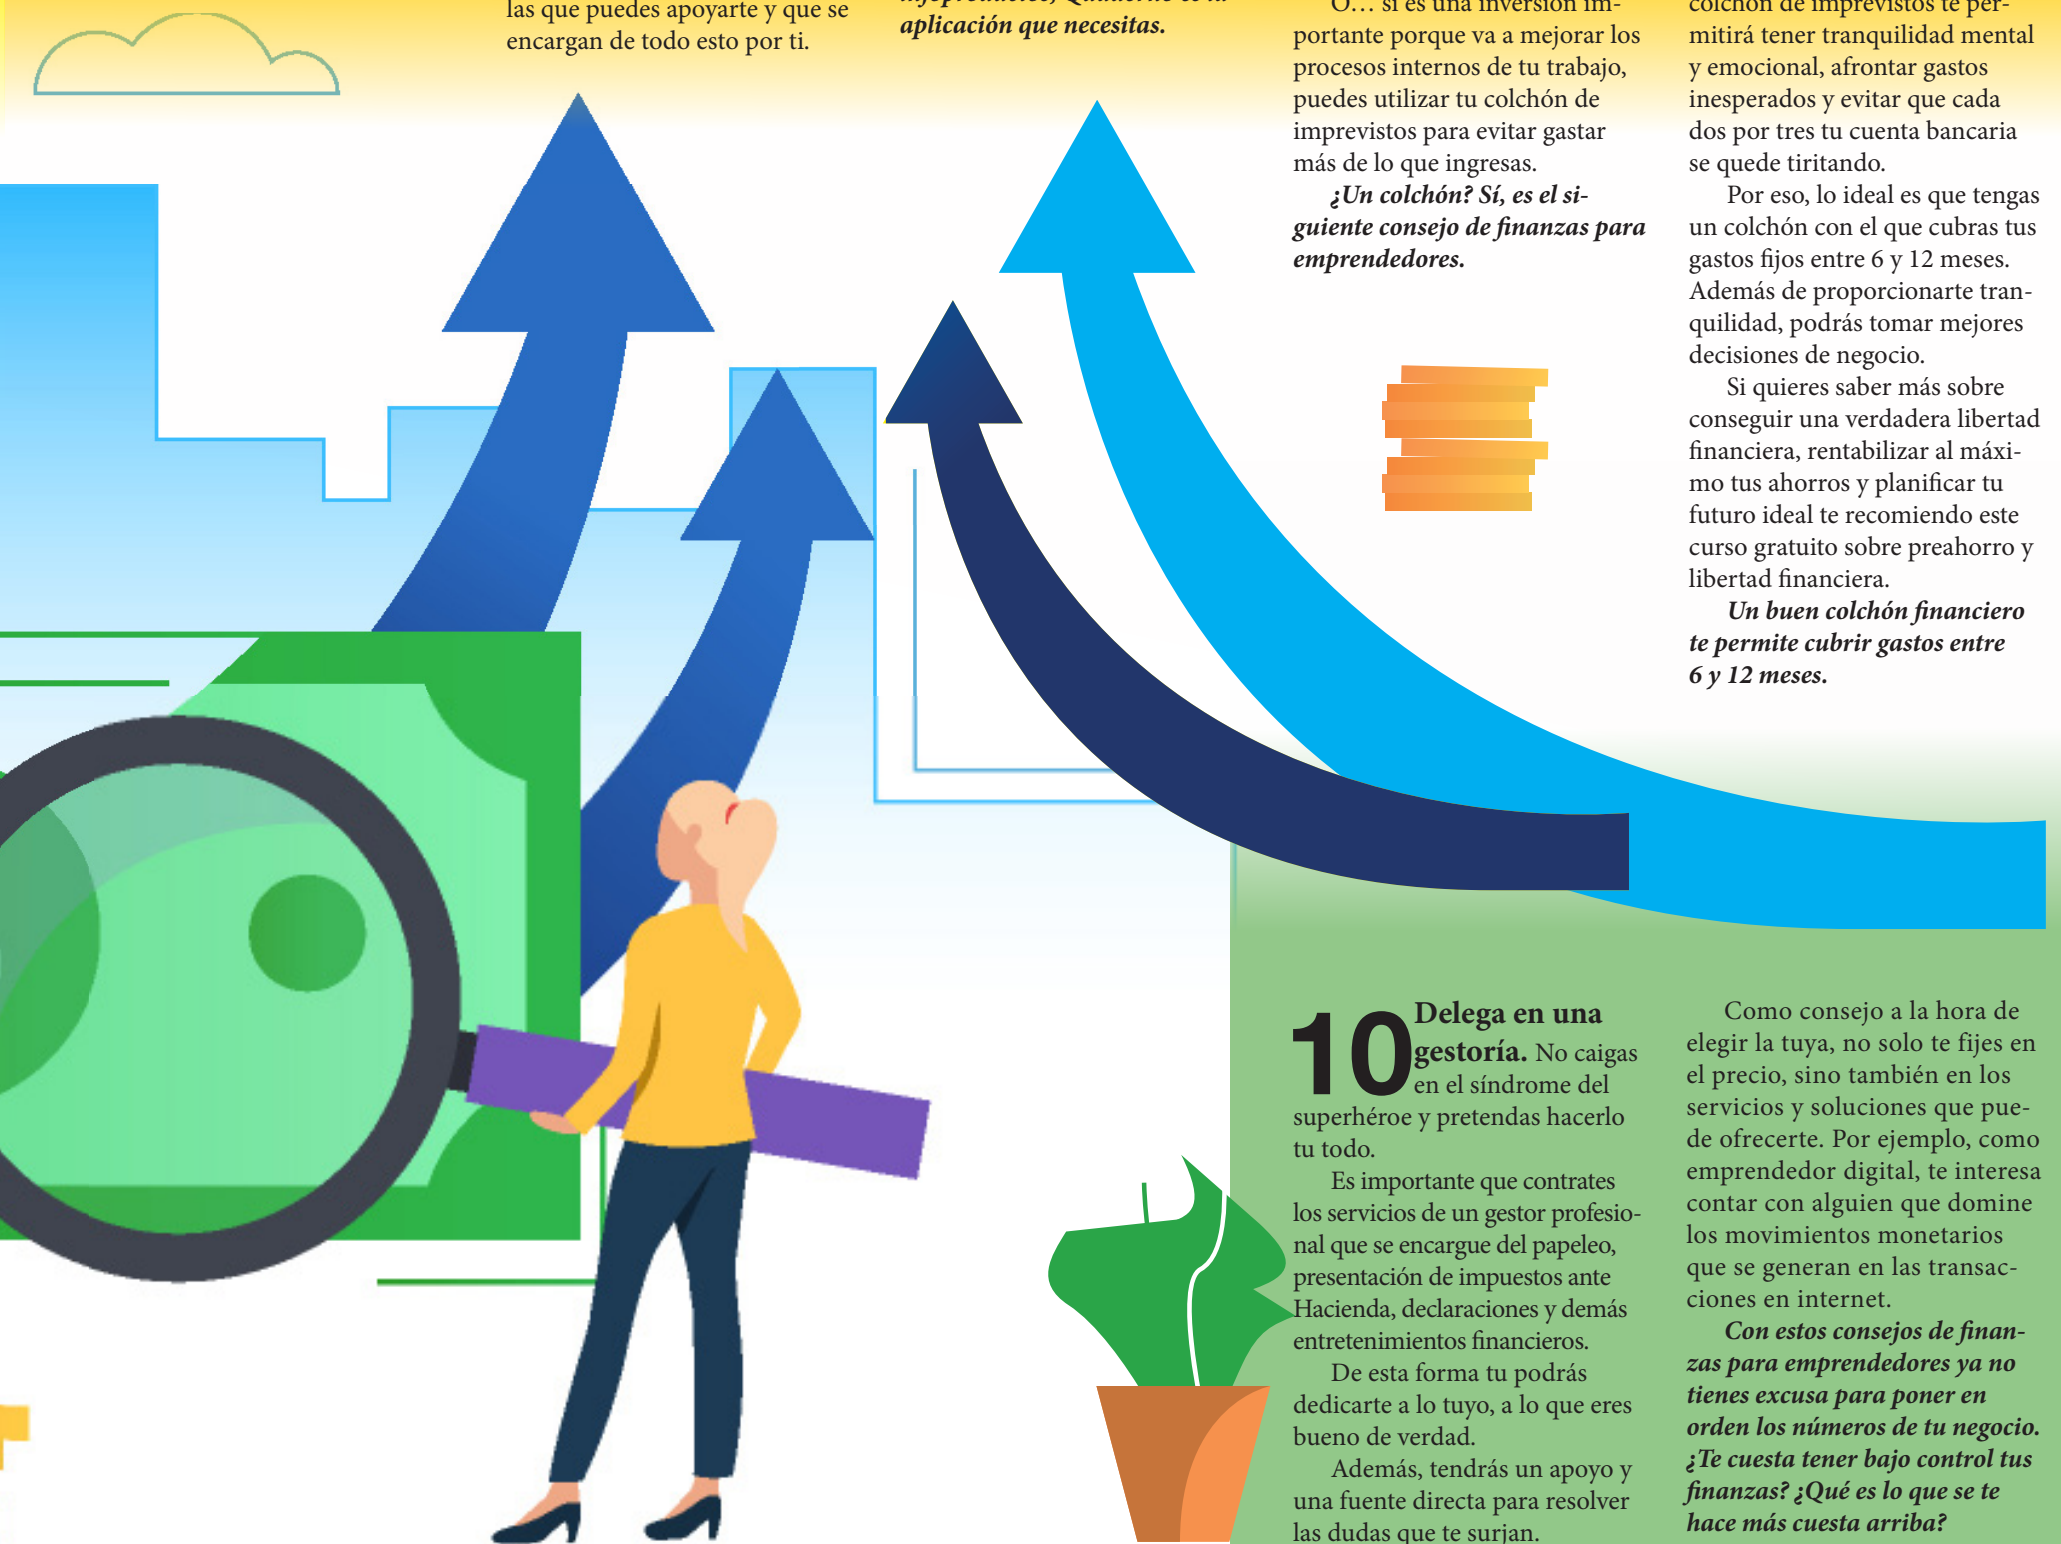 las que puedes apoyarte y que se
encargan de todo esto por ti.
aplicación que necesitas.
O… si es una inversión im-
portante porque va a mejorar los
procesos internos de tu trabajo,
puedes utilizar tu colchón de
imprevistos para evitar gastar
más de lo que ingresas.
¿Un colchón? Sí, es el si-
guiente consejo de finanzas para
emprendedores.
colchón de imprevistos te per-
mitirá tener tranquilidad mental
y emocional, afrontar gastos
inesperados y evitar que cada
dos por tres tu cuenta bancaria
se quede tiritando.
Por eso, lo ideal es que tengas
un colchón con el que cubras tus
gastos fijos entre 6 y 12 meses.
Además de proporcionarte tran-
quilidad, podrás tomar mejores
decisiones de negocio.
Si quieres saber más sobre
conseguir una verdadera libertad
financiera, rentabilizar al máxi-
mo tus ahorros y planificar tu
futuro ideal te recomiendo este
curso gratuito sobre preahorro y
libertad financiera.
Un buen colchón financiero
te permite cubrir gastos entre
6 y 12 meses.
10 Delega en una
gestoría. No caigas
en el síndrome del
superhéroe y pretendas hacerlo
tu todo.
Es importante que contrates
los servicios de un gestor profesio-
nal que se encargue del papeleo,
presentación de impuestos ante
Hacienda, declaraciones y demás
entretenimientos financieros.
De esta forma tu podrás
dedicarte a lo tuyo, a lo que eres
bueno de verdad.
Además, tendrás un apoyo y
una fuente directa para resolver
las dudas que te surjan.
Como consejo a la hora de
elegir la tuya, no solo te fijes en
el precio, sino también en los
servicios y soluciones que pue-
de ofrecerte. Por ejemplo, como
emprendedor digital, te interesa
contar con alguien que domine
los movimientos monetarios
que se generan en las transac-
ciones en internet.
Con estos consejos de finan-
zas para emprendedores ya no
tienes excusa para poner en
orden los números de tu negocio.
¿Te cuesta tener bajo control tus
finanzas? ¿Qué es lo que se te
hace más cuesta arriba?